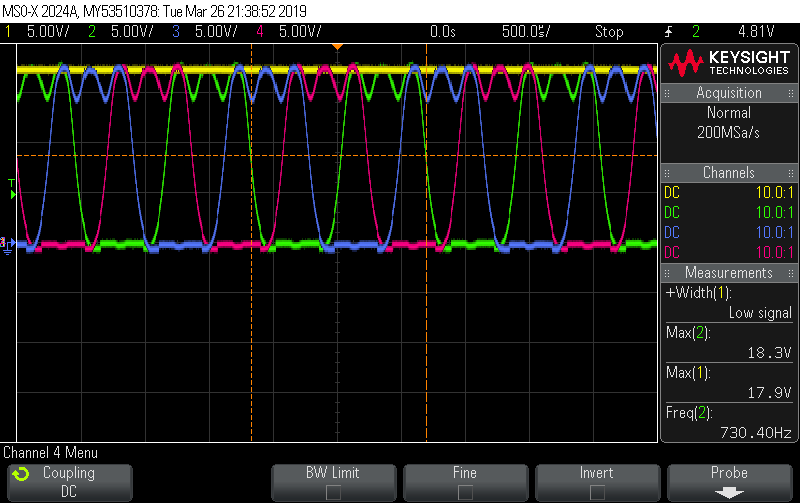 MSO-X 2024A, MY53510378: Tue Mar 26 21:38:52 2019
1 5.00V/ 2 5.00V/ 3 5.00V/ 4 5.00V/ 0.0s 500.0㎲/ Stop 2 4.81V
KEYSIGHT
TECHNOLOGIES
Acquisition
Normal
200MSa/s
Channels
DC 10.0:1
DC 10.0:1
DC 10.0:1
DC 10.0:1
Measurements
+Width(1):
Low signal
Max(2):
18.3V
Max(1):
17.9V
Freq(2):
730.40Hz
T
Channel 4 Menu
Coupling
DC
BW Limit
Fine
Invert
Probe